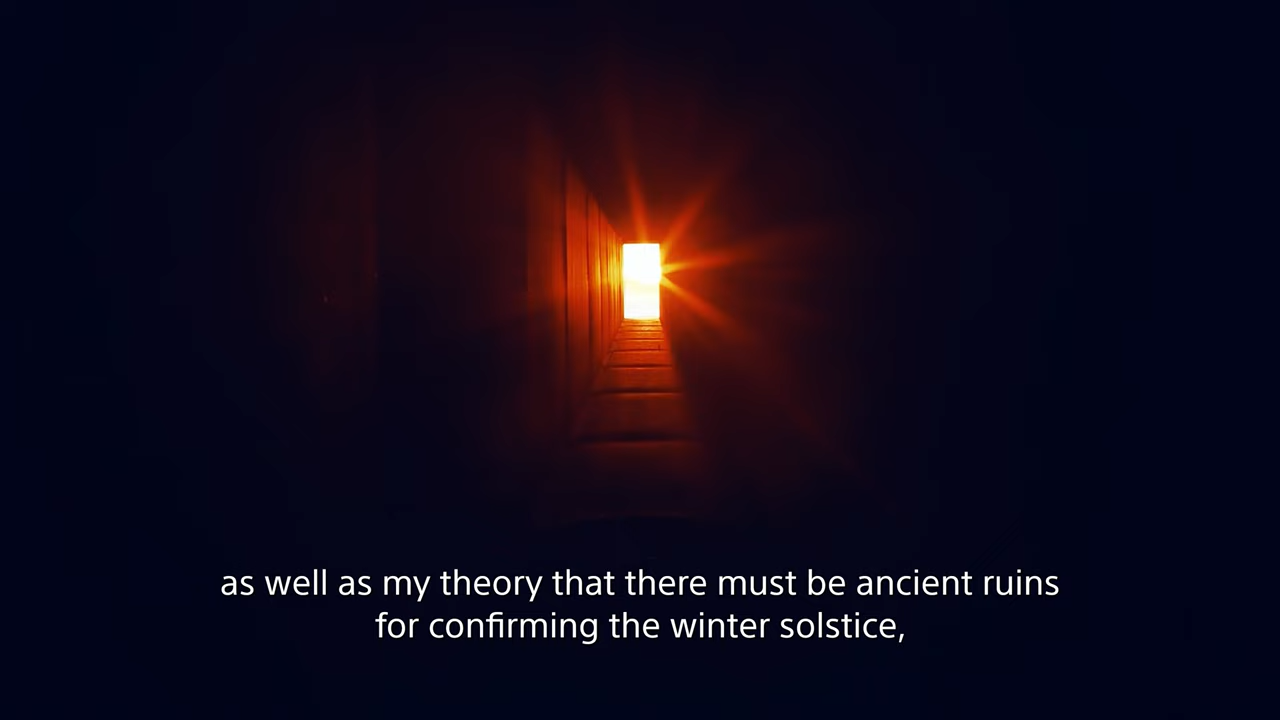 as well as my theory that there must be ancient ruins
for confirming the winter solstice,